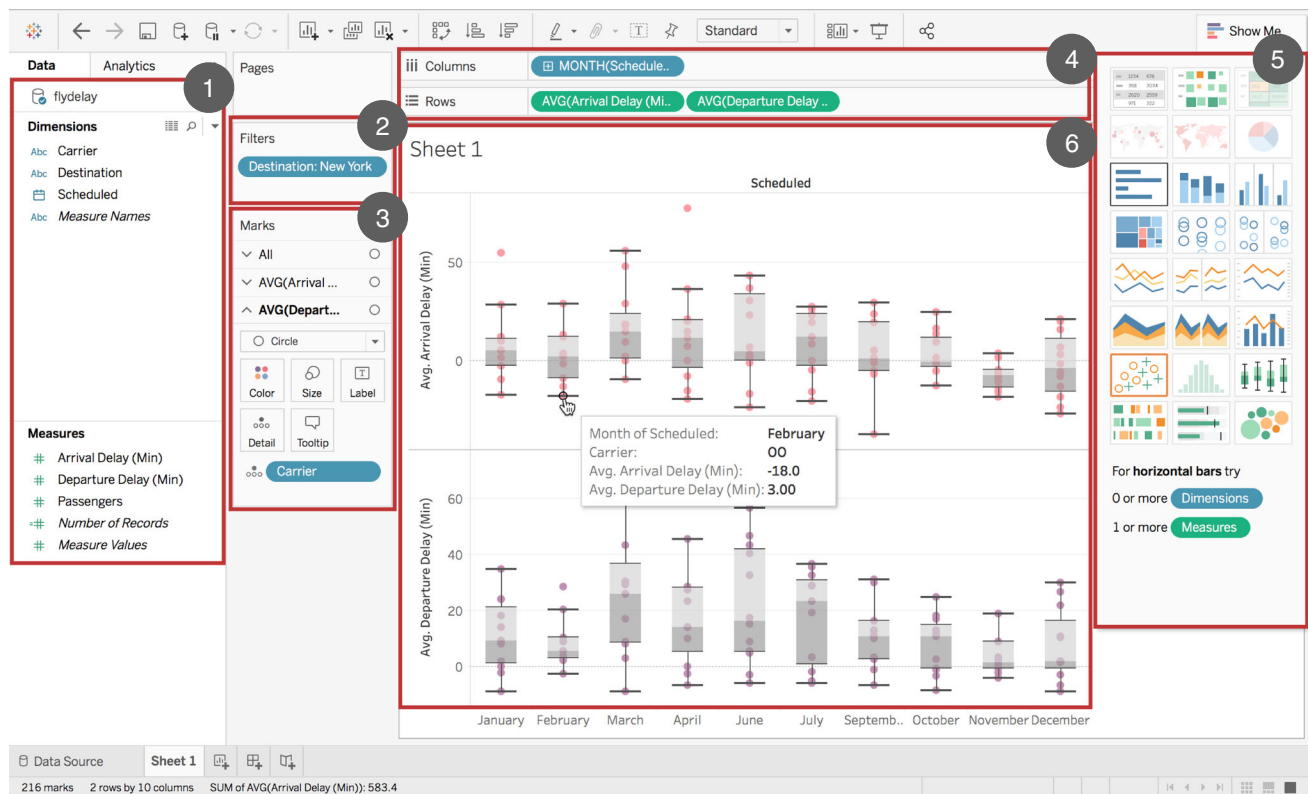 Standard
Show Me
Data
Analytics
1
flydelay
Dimensions
Abc Carrier
Abc Destination
Scheduled
Abc Measure Names
Measures
# Arrival Delay (Min)
# Departure Delay (Min)
# Passengers
=# Number of Records
# Measure Values
Pages
2
Filters
Destination: New York
3
Marks
All
AVG(Arrival ...
AVG(Depart...
Circle
Color Size Label
Detail Tooltip
Carrier
4
iii Columns
MONTH(Schedule..
Rows
AVG(Arrival Delay (Mi.. AVG(Departure Delay ..
6
Sheet 1
Scheduled
Avg. Arrival Delay (Min)
50
0
Month of Scheduled: February
Carrier: OO
Avg. Arrival Delay (Min): -18.0
Avg. Departure Delay (Min): 3.00
Avg. Departure Delay (Min)
60
40
20
0
January February March April June July Septemb.. October November December
5
For horizontal bars try
0 or more Dimensions
1 or more Measures
Data Source
Sheet 1
216 marks 2 rows by 10 columns SUM of AVG(Arrival Delay (Min)): 583.4